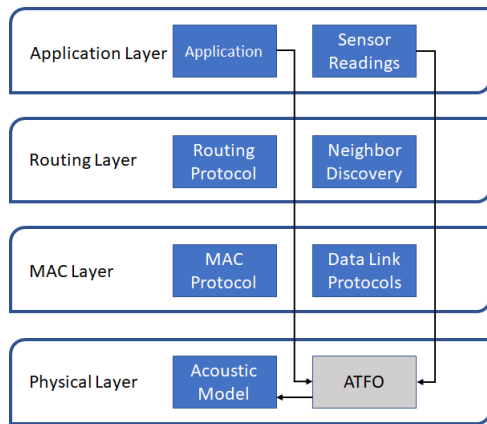 Application Layer
Application
Sensor
Readings
Routing Layer
Routing
Protocol
Neighbor
Discovery
MAC Layer
MAC
Protocol
Data Link
Protocols
Physical Layer
Acoustic
Model
ATFO